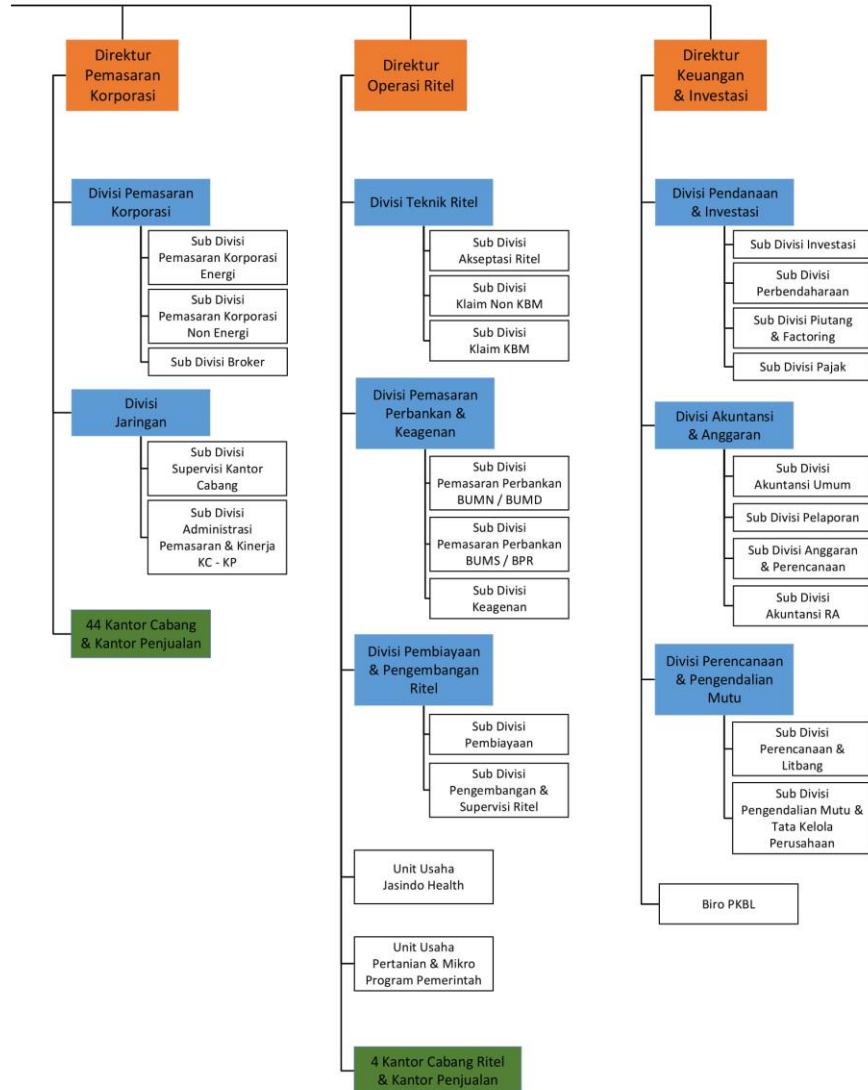 Direktur
Pemasaran
Korporasi
Divisi Pemasaran
Korporasi
Sub Divisi
Pemasaran Korporasi
Energi
Sub Divisi
Pemasaran Korporasi
Non Energi
Sub Divisi Broker
Divisi
Jaringan
Sub Divisi
Supervisi Kantor
Cabang
Sub Divisi
Administrasi
Pemasaran & Kinerja
KC - KP
44 Kantor Cabang
& Kantor Penjualan
Direktur
Operasi Ritel
Divisi Teknik Ritel
Sub Divisi
Akseptasi Ritel
Sub Divisi
Klaim Non KBM
Sub Divisi
Klaim KBM
Divisi Pemasaran
Perbankan &
Keagenan
Sub Divisi
Pemasaran Perbankan
BUMN / BUMD
Sub Divisi
Pemasaran Perbankan
BUMS / BPR
Sub Divisi
Keagenan
Divisi Pembiayaan
& Pengembangan
Ritel
Sub Divisi
Pembiayaan
Sub Divisi
Pengembangan &
Supervisi Ritel
Unit Usaha
Jasindo Health
Unit Usaha
Pertanian & Mikro
Program Pemerintah
4 Kantor Cabang Ritel
& Kantor Penjualan
Direktur
Keuangan
& Investasi
Divisi Pendanaan
& Investasi
Sub Divisi Investasi
Sub Divisi
Perbendaharaan
Sub Divisi Piutang
& Factoring
Sub Divisi Pajak
Divisi Akuntansi
& Anggaran
Sub Divisi
Akuntansi Umum
Sub Divisi Pelaporan
Sub Divisi Anggaran
& Perencanaan
Sub Divisi
Akuntansi RA
Divisi Perencanaan
& Pengendalian
Mutu
Sub Divisi
Perencanaan &
Litbang
Sub Divisi
Pengendalian Mutu &
Tata Kelola
Perusahaan
Biro PKBL